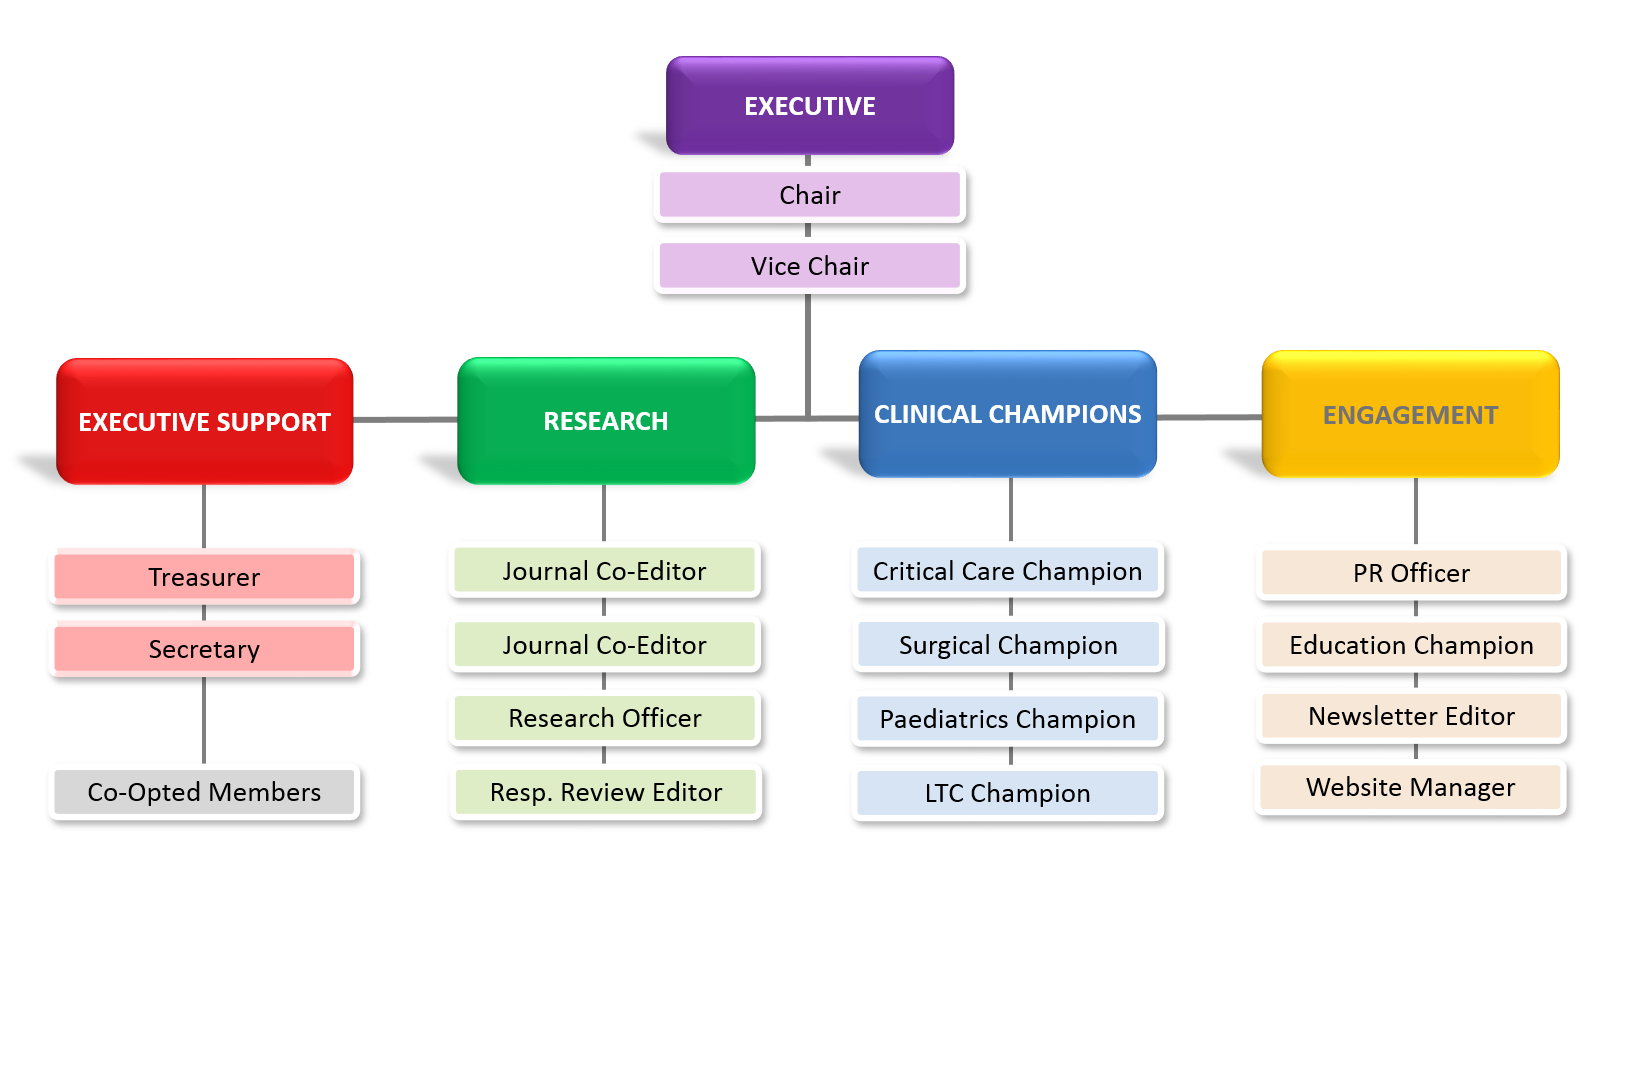 EXECUTIVE
Chair
Vice Chair
EXECUTIVE SUPPORT
Treasurer
Secretary
Co-Opted Members
RESEARCH
Journal Co-Editor
Journal Co-Editor
Research Officer
Resp. Review Editor
CLINICAL CHAMPIONS
Critical Care Champion
Surgical Champion
Paediatrics Champion
LTC Champion
ENGAGEMENT
PR Officer
Education Champion
Newsletter Editor
Website Manager